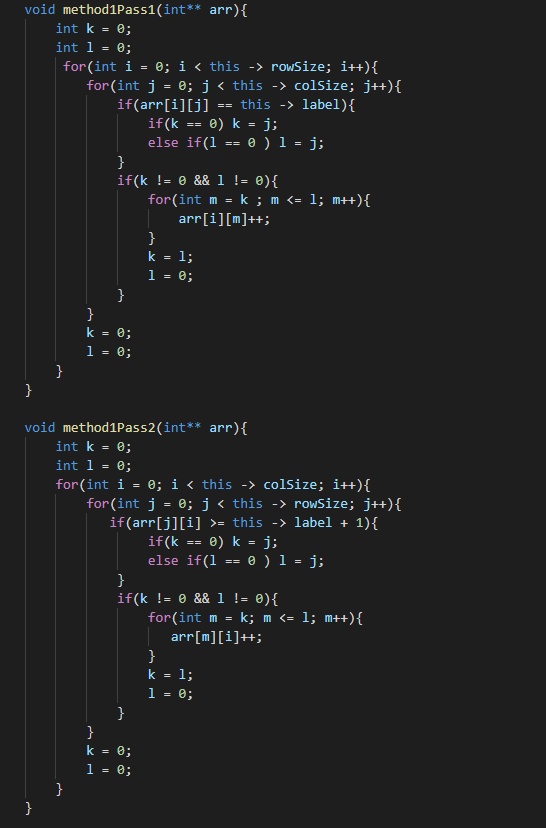 void method1Pass1(int** arr){
    int k = 0;
    int l = 0;
     for(int i = 0; i < this -> rowSize; i++){
        for(int j = 0; j < this -> colSize; j++){
            if(arr[i][j] == this -> label){
                if(k == 0) k = j;
                else if(l == 0 ) l = j;
            }
            if(k != 0 && l != 0){
                for(int m = k ; m <= l; m++){
                    arr[i][m]++;
                }
                k = l;
                l = 0;
            }
        }
        k = 0;
        l = 0;
    }
}

void method1Pass2(int** arr){
    int k = 0;
    int l = 0;
    for(int i = 0; i < this -> colSize; i++){
        for(int j = 0; j < this -> rowSize; j++){
           if(arr[j][i] >= this -> label + 1){
                if(k == 0) k = j;
                else if(l == 0 ) l = j;
            }
            if(k != 0 && l != 0){
                for(int m = k; m <= l; m++){
                   arr[m][i]++;
                }
                k = l;
                l = 0;
            }
        }
        k = 0;
        l = 0;
    }
}